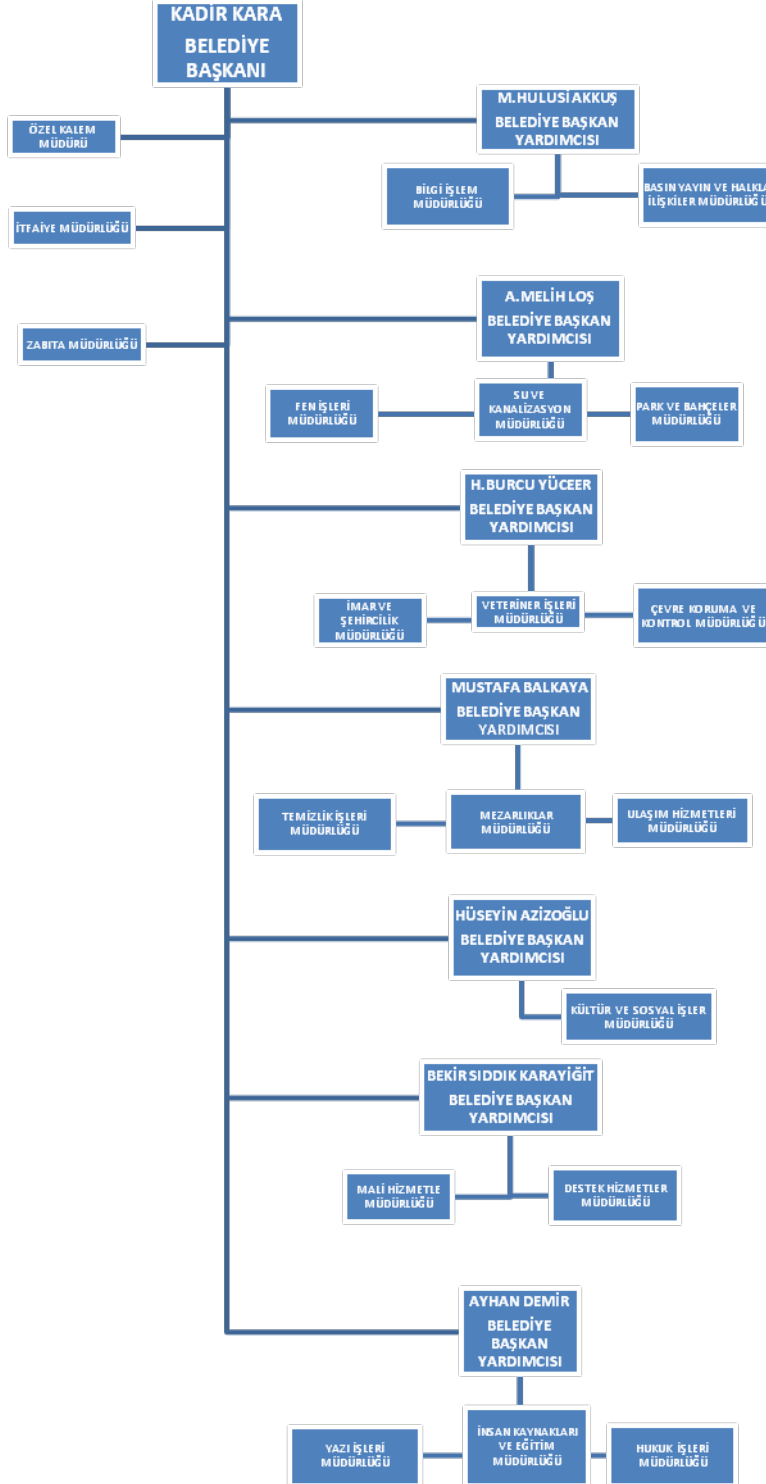 KADİR KARA
BELEDİYE
BAŞKANI
ÖZEL KALEM
MÜDÜRÜ
İTFAİYE MÜDÜRLÜĞÜ
ZABITA MÜDÜRLÜĞÜ
M.HULUSİ AKKUŞ
BELEDİYE BAŞKAN
YARDIMCISI
BİLGİ İŞLEM
MÜDÜRLÜĞÜ
BASIN YAYIN VE HALKLA
İLİŞKİLER MÜDÜRLÜĞÜ
A.MELİH LOŞ
BELEDİYE BAŞKAN
YARDIMCISI
FEN İŞLERİ
MÜDÜRLÜĞÜ
SU VE
KANALİZASYON
MÜDÜRLÜĞÜ
PARK VE BAHÇELER
MÜDÜRLÜĞÜ
H.BURCU YÜCEER
BELEDİYE BAŞKAN
YARDIMCISI
İMAR VE
ŞEHİRCİLİK
MÜDÜRLÜĞÜ
VETERİNER İŞLERİ
MÜDÜRLÜĞÜ
ÇEVRE KORUMA VE
KONTROL MÜDÜRLÜĞÜ
MUSTAFA BALKAYA
BELEDİYE BAŞKAN
YARDIMCISI
TEMİZLİK İŞLERİ
MÜDÜRLÜĞÜ
MEZARLIKLAR
MÜDÜRLÜĞÜ
ULAŞIM HİZMETLERİ
MÜDÜRLÜĞÜ
HÜSEYİN AZİZOĞLU
BELEDİYE BAŞKAN
YARDIMCISI
KÜLTÜR VE SOSYAL İŞLER
MÜDÜRLÜĞÜ
BEKİR SIDDIK KARAYİĞİT
BELEDİYE BAŞKAN
YARDIMCISI
MALİ HİZMETLE
MÜDÜRLÜĞÜ
DESTEK HİZMETLER
MÜDÜRLÜĞÜ
AYHAN DEMİR
BELEDİYE
BAŞKAN
YARDIMCISI
YAZI İŞLERİ
MÜDÜRLÜĞÜ
İNSAN KAYNAKLARI
VE EĞİTİM
MÜDÜRLÜĞÜ
HUKUK İŞLERİ
MÜDÜRLÜĞÜ